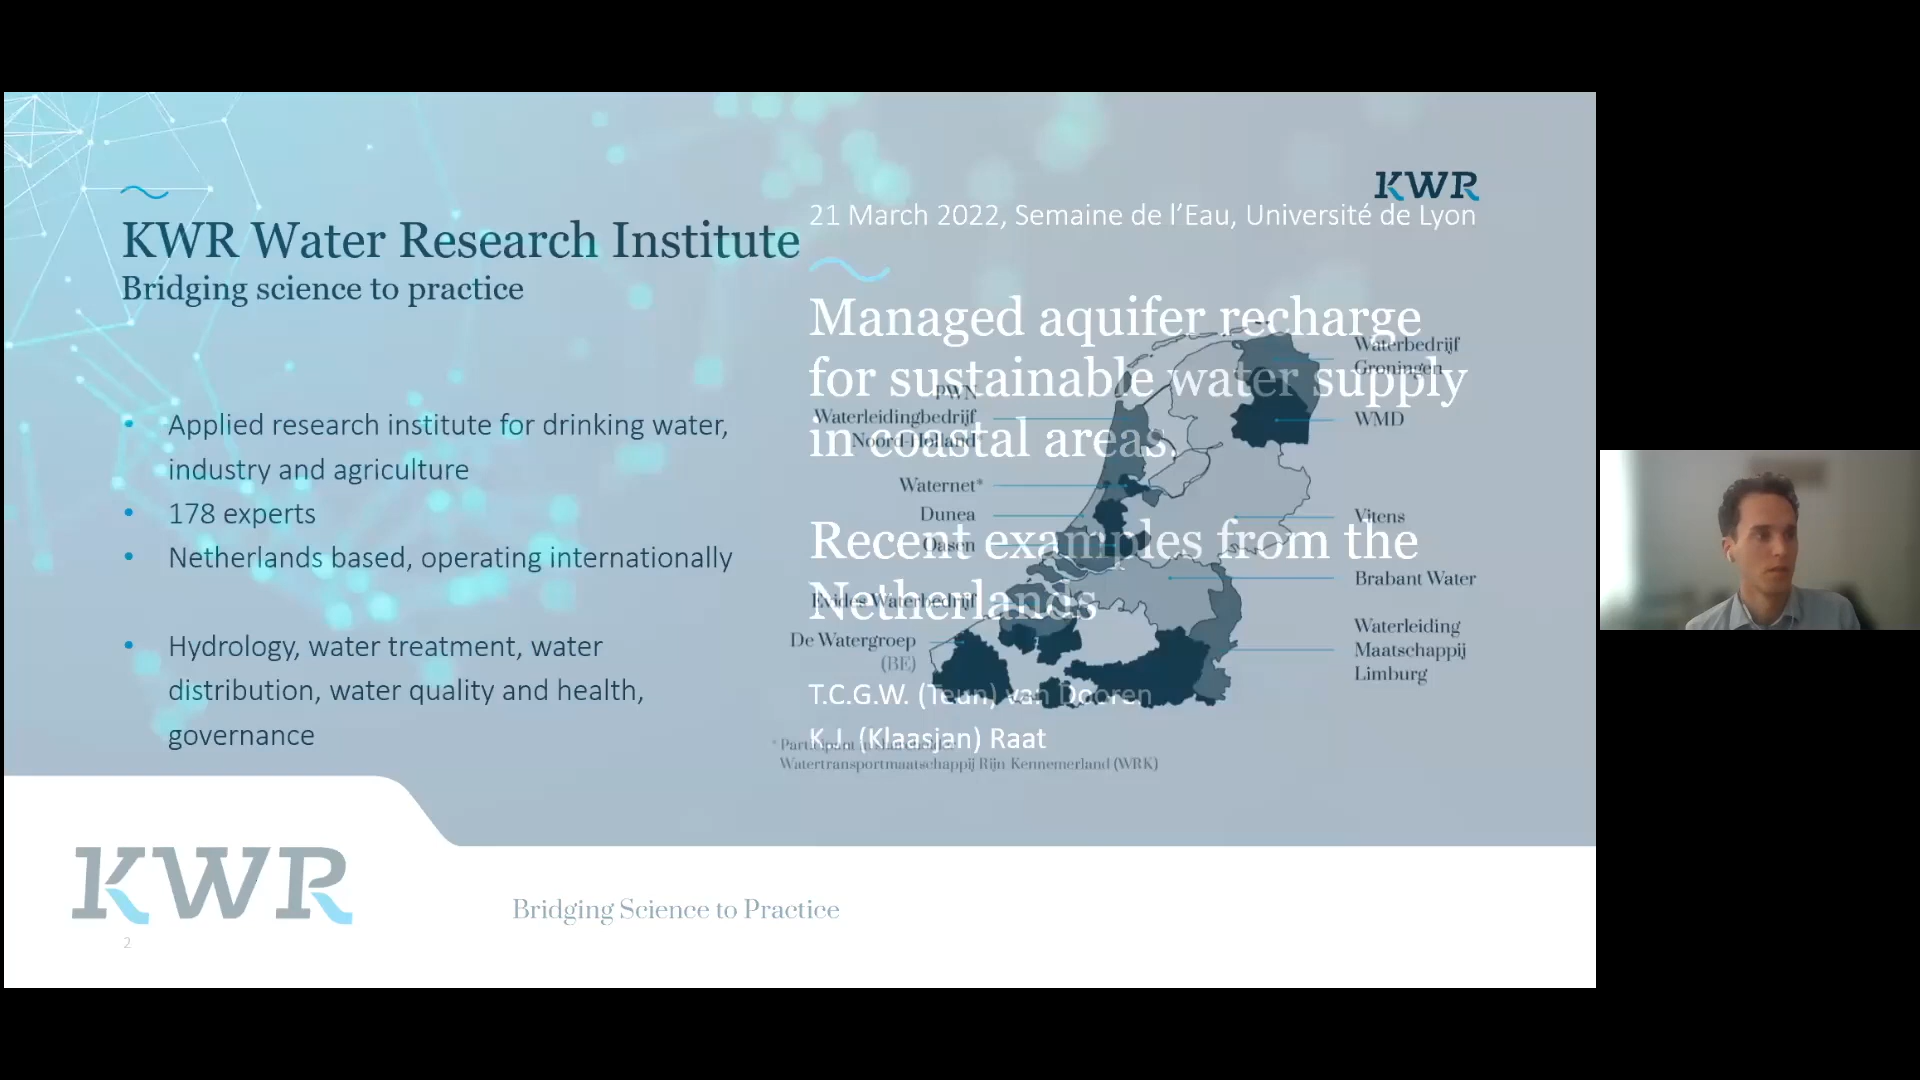 KWR
21 March 2022, Semaine de l'Eau, Université de Lyon
KWR Water Research Institute
Bridging science to practice
Applied research institute for drinking water,
industry and agriculture
178 experts
Netherlands based, operating internationally
Hydrology, water treatment, water
distribution, water quality and health,
governance
Managed aquifer recharge
for sustainable water supply
in coastal areas.
Recent examples from the
Netherlands
T.C.G.W. (Teun) van Dooren
K.J. (Klaasjan) Raat
PWN
Waterleidingbedrijf
Noord-Holland*
Waternet*
Dunea
Oasen
Evides Waterbedrijf
De Watergroep
(BE)
Waterbedrijf
Groningen
WMD
Vitens
Brabant Water
Waterleiding
Maatschappij
Limburg
Watertransportmaatschappij Rijn-Kennemerland (WRK)
KWR
Bridging Science to Practice
2